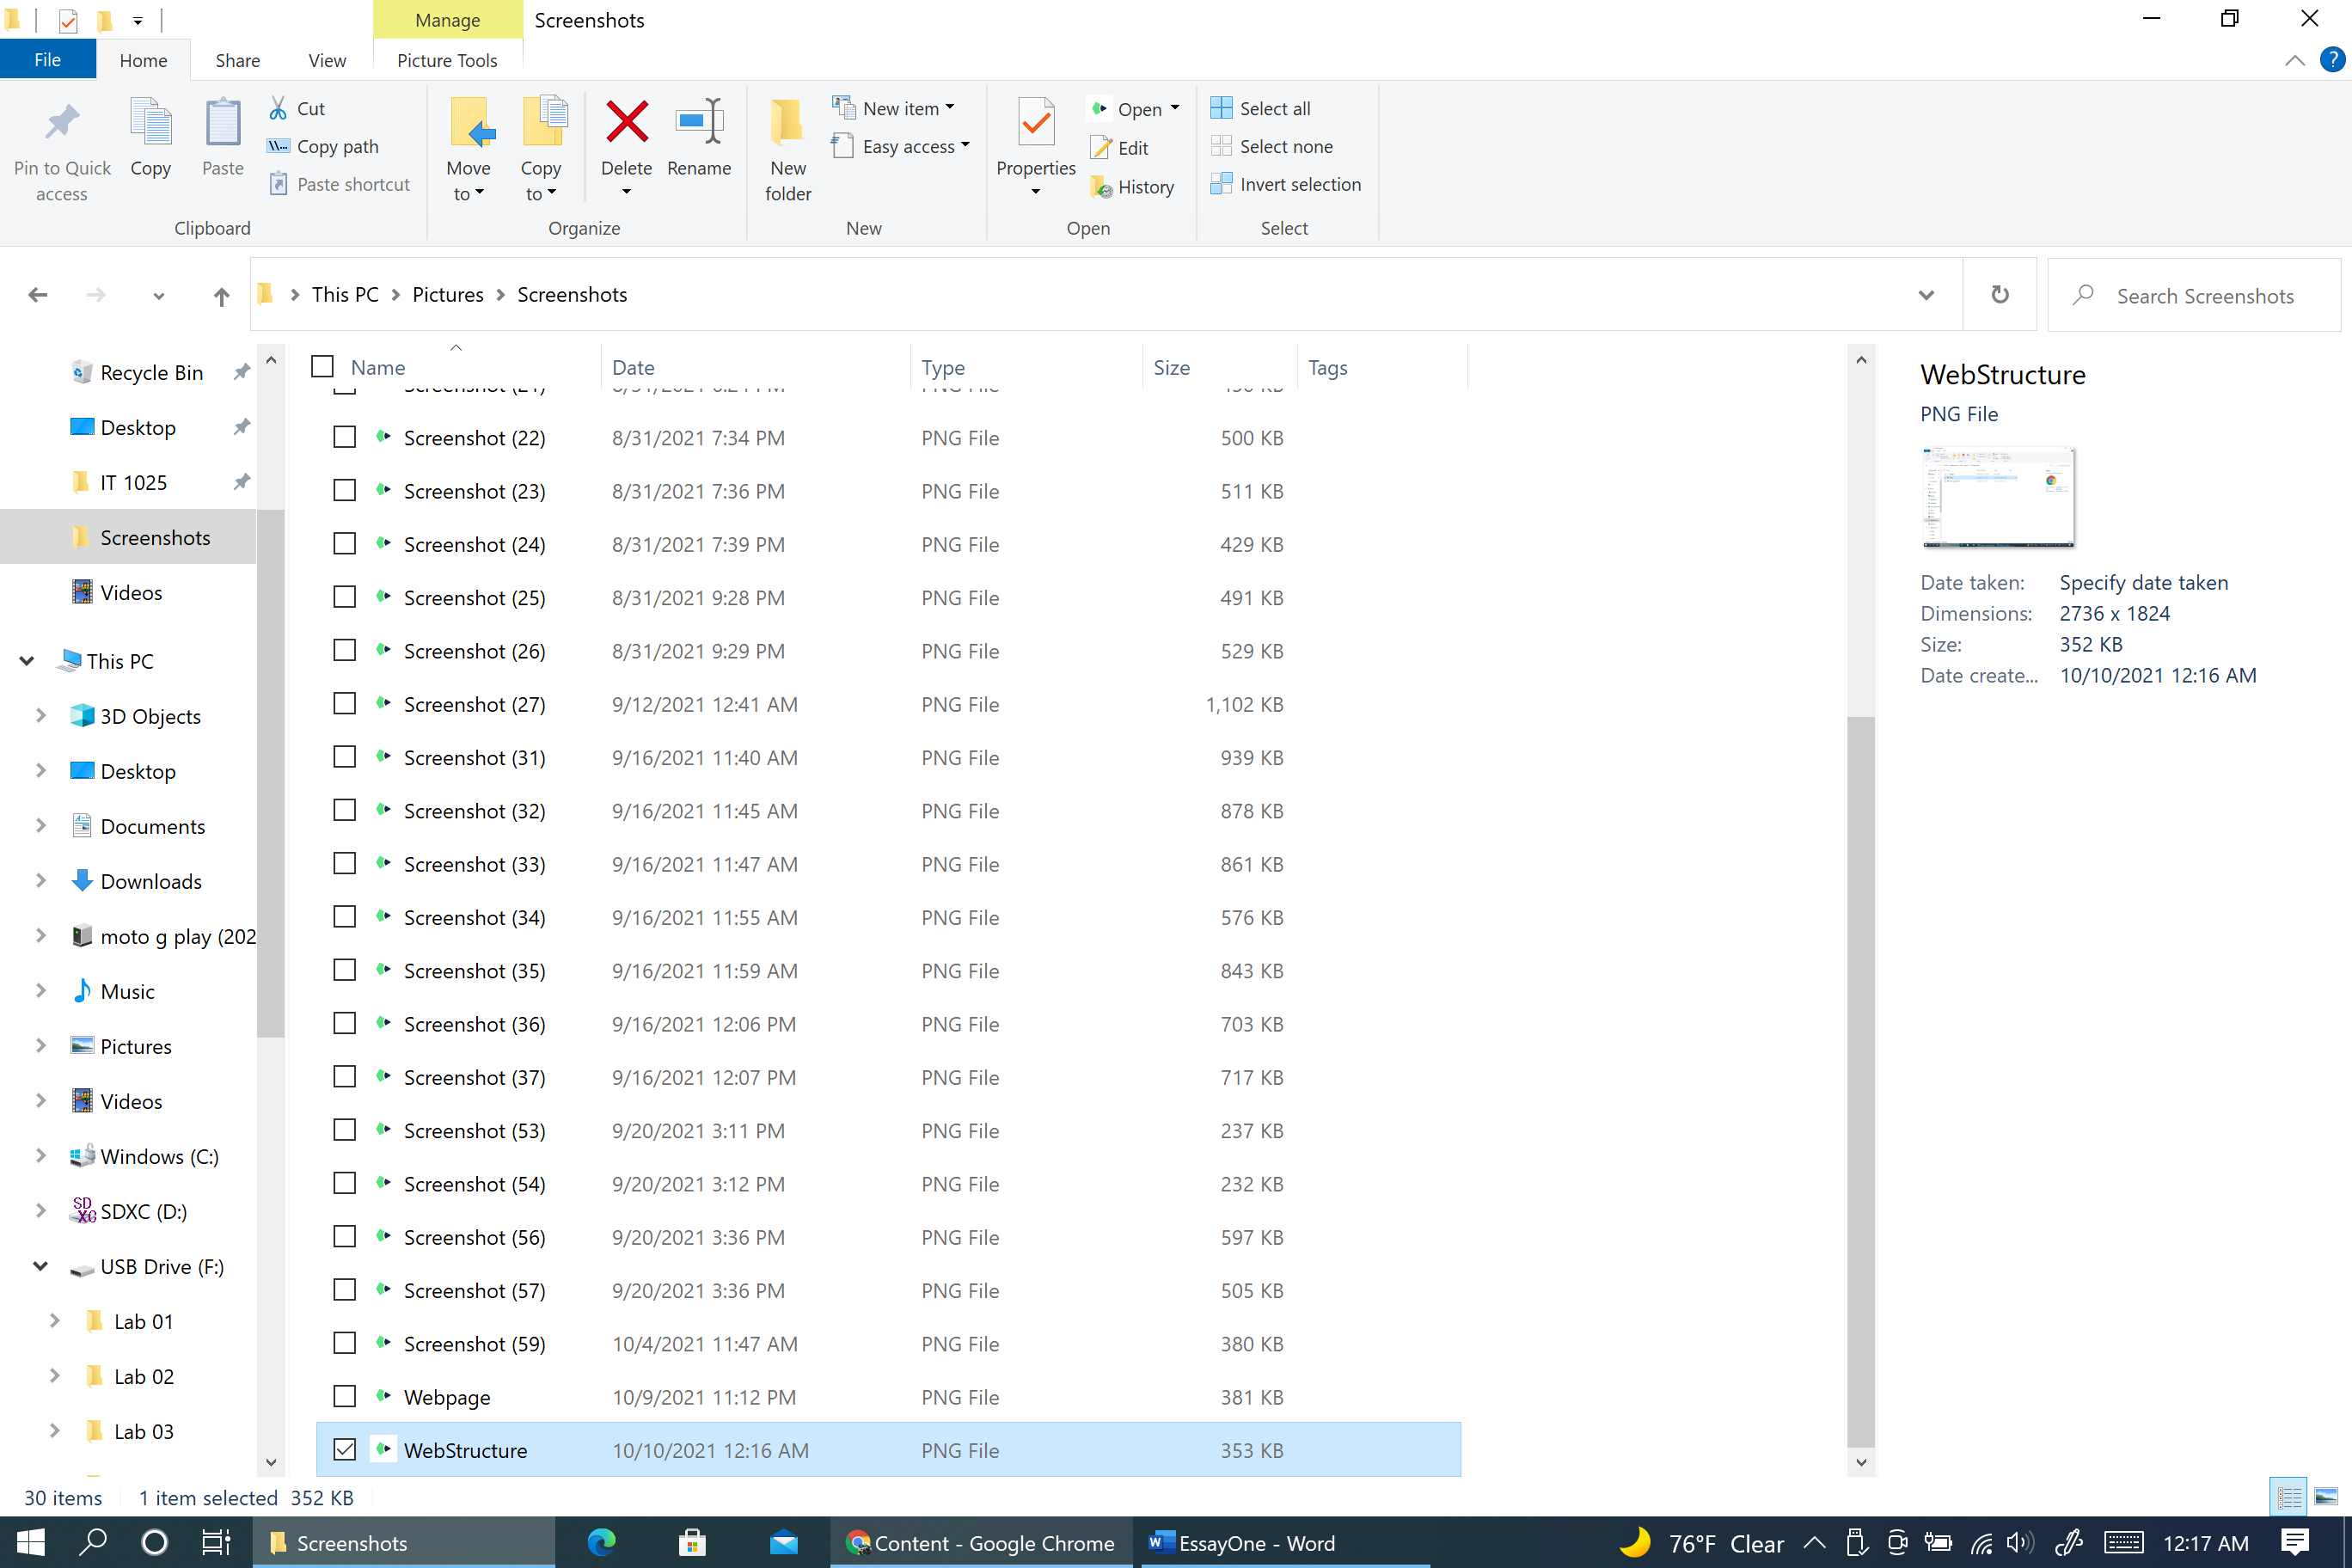 Manage Screenshots
File Home Share View Picture Tools
Pin to Quick access
Copy
Paste
Cut
Copy path
Paste shortcut
Clipboard
Move to
Copy to
Delete
Rename
Organize
New folder
New item
Easy access
New
Properties
Open
Edit
History
Open
Select all
Select none
Invert selection
Select
This PC Pictures Screenshots
Search Screenshots
Recycle Bin
Desktop
IT 1025
Screenshots
Videos
This PC
3D Objects
Desktop
Documents
Downloads
moto g play (202
Music
Pictures
Videos
Windows (C:)
SDXC (D:)
USB Drive (F:)
Lab 01
Lab 02
Lab 03
Name Date Type Size Tags
Screenshot (22) 8/31/2021 7:34 PM PNG File 500 KB
Screenshot (23) 8/31/2021 7:36 PM PNG File 511 KB
Screenshot (24) 8/31/2021 7:39 PM PNG File 429 KB
Screenshot (25) 8/31/2021 9:28 PM PNG File 491 KB
Screenshot (26) 8/31/2021 9:29 PM PNG File 529 KB
Screenshot (27) 9/12/2021 12:41 AM PNG File 1,102 KB
Screenshot (31) 9/16/2021 11:40 AM PNG File 939 KB
Screenshot (32) 9/16/2021 11:45 AM PNG File 878 KB
Screenshot (33) 9/16/2021 11:47 AM PNG File 861 KB
Screenshot (34) 9/16/2021 11:55 AM PNG File 576 KB
Screenshot (35) 9/16/2021 11:59 AM PNG File 843 KB
Screenshot (36) 9/16/2021 12:06 PM PNG File 703 KB
Screenshot (37) 9/16/2021 12:07 PM PNG File 717 KB
Screenshot (53) 9/20/2021 3:11 PM PNG File 237 KB
Screenshot (54) 9/20/2021 3:12 PM PNG File 232 KB
Screenshot (56) 9/20/2021 3:36 PM PNG File 597 KB
Screenshot (57) 9/20/2021 3:36 PM PNG File 505 KB
Screenshot (59) 10/4/2021 11:47 AM PNG File 380 KB
Webpage 10/9/2021 11:12 PM PNG File 381 KB
WebStructure 10/10/2021 12:16 AM PNG File 353 KB
WebStructure
PNG File
Date taken: Specify date taken
Dimensions: 2736 x 1824
Size: 352 KB
Date create... 10/10/2021 12:16 AM
30 items 1 item selected 352 KB
Screenshots Content - Google Chrome EssayOne - Word 76°F Clear 12:17 AM